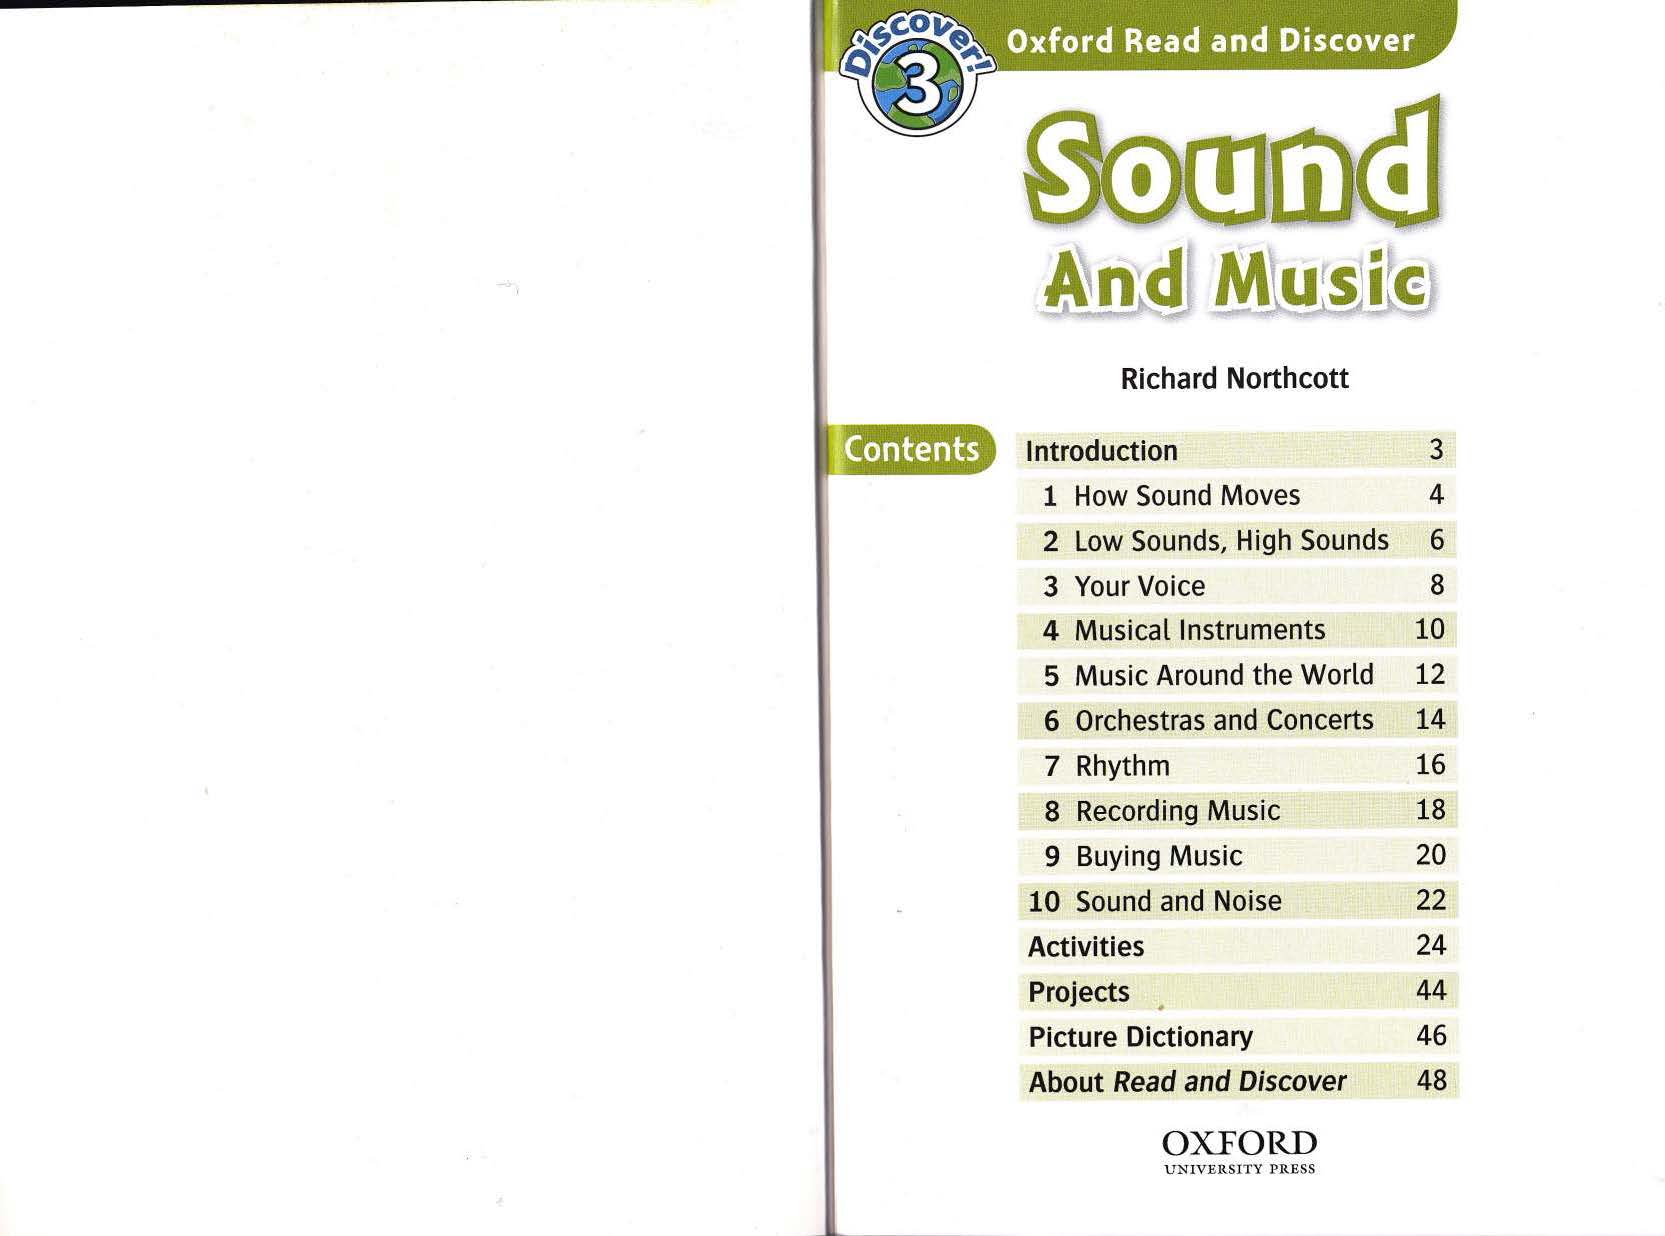 Discover!
3
Oxford Read and Discover
Sound
And Music
Richard Northcott
Contents
Introduction 3
1 How Sound Moves 4
2 Low Sounds, High Sounds 6
3 Your Voice 8
4 Musical Instruments 10
5 Music Around the World 12
6 Orchestras and Concerts 14
7 Rhythm 16
8 Recording Music 18
9 Buying Music 20
10 Sound and Noise 22
Activities 24
Projects 44
Picture Dictionary 46
About Read and Discover 48
OXFORD
UNIVERSITY PRESS